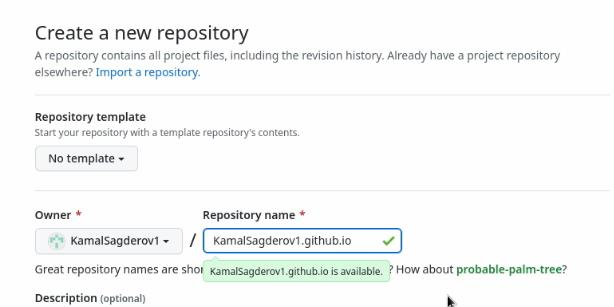 Create a new repository
A repository contains all project files, including the revision history. Already have a project repository
elsewhere? Import a repository.
Repository template
Start your repository with a template repository's contents.
No template
Owner * Repository name *
KamalSagderov1 / KamalSagderov1.github.io
Great repository names are ? How about probable-palm-tree?
KamalSagderov1.github.io is available.
Description (optional)